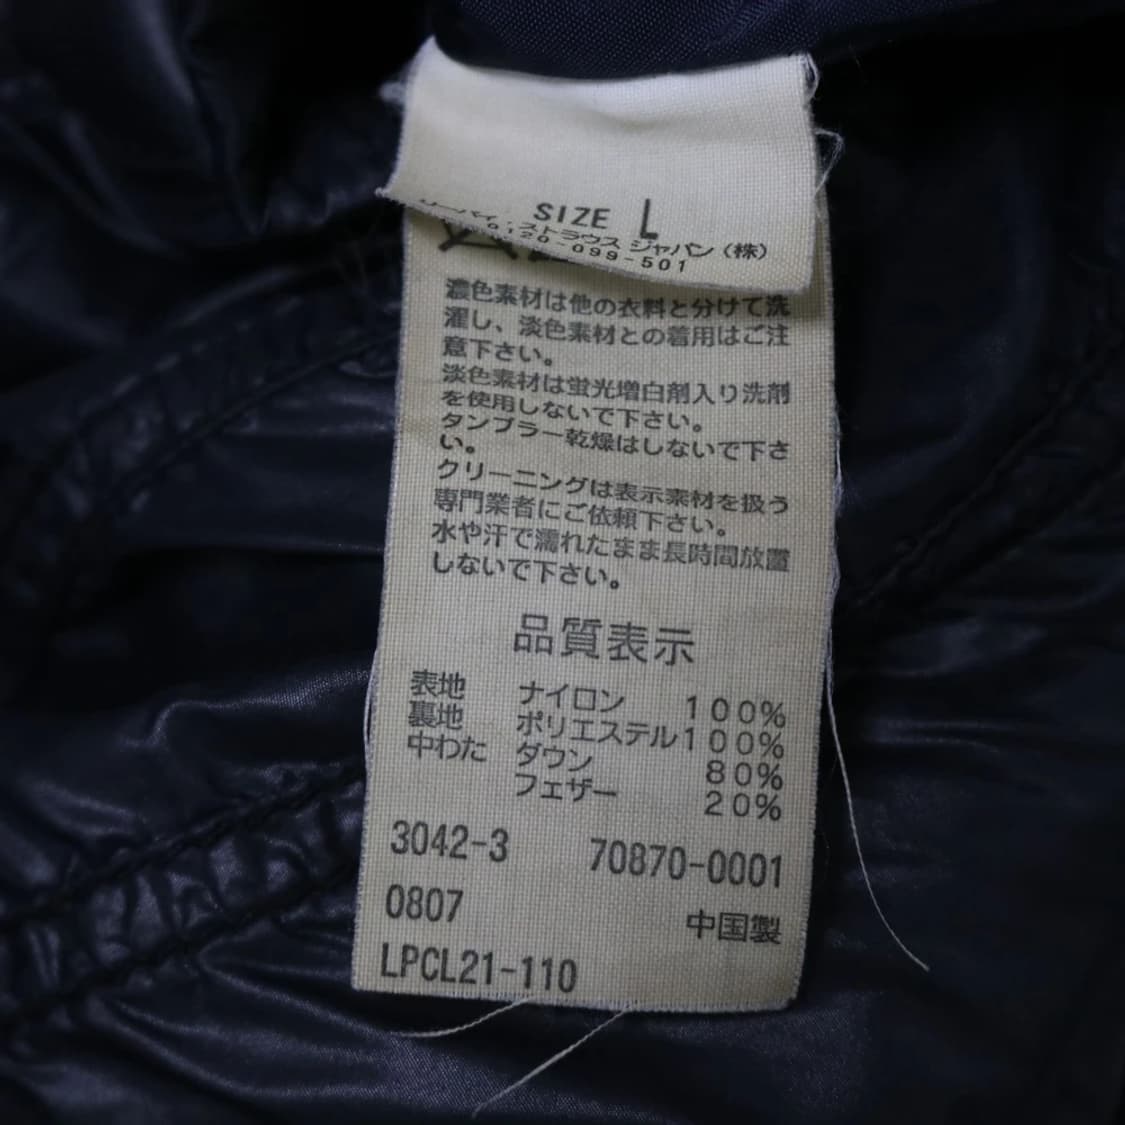 SIZE L
リーバイ・ストラウス ジャパン(株)
0120-099-501
濃色素材は他の衣料と分けて洗
濯し、淡色素材との着用はご注
意下さい。
淡色素材は蛍光増白剤入り洗剤
を使用しないで下さい。
タンブラー乾燥はしないで下さ
い。
クリーニングは表示素材を扱う
専門業者にご依頼下さい。
水や汗で濡れたまま長時間放置
しないで下さい。
品質表示
表地 ナイロン 100%
裏地 ポリエステル100%
中わた ダウン 80%
フェザー 20%
3042-3 70870-0001
0807 中国製
LPCL21-110